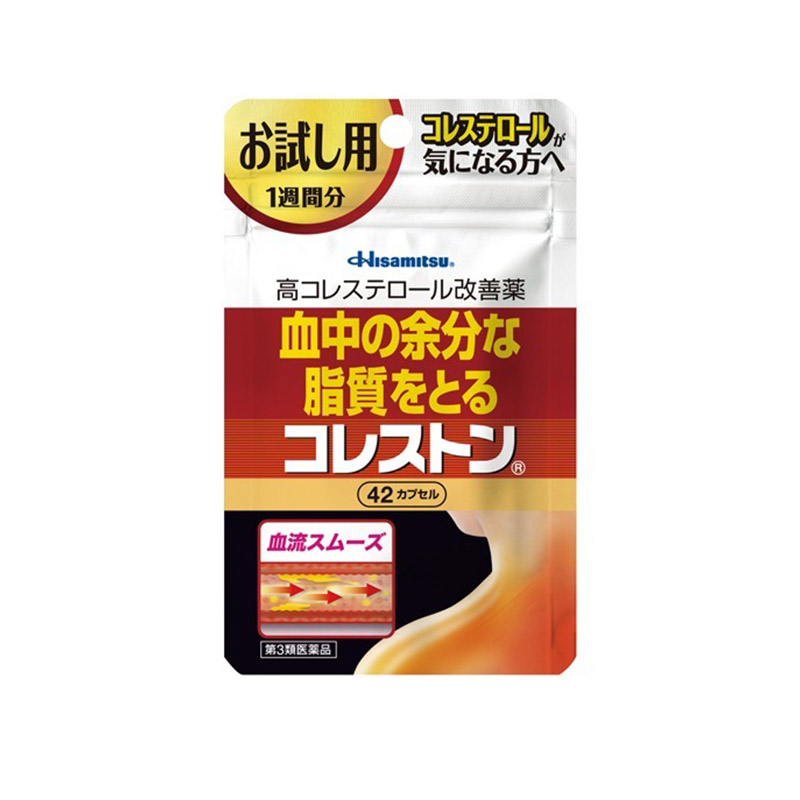 お試し用
1週間分
コレステロールが
気になる方へ
Hisamitsu®
高コレステロール改善薬
血中の余分な
脂質をとる
コレストン®
42カプセル
血流スムーズ
第3類医薬品